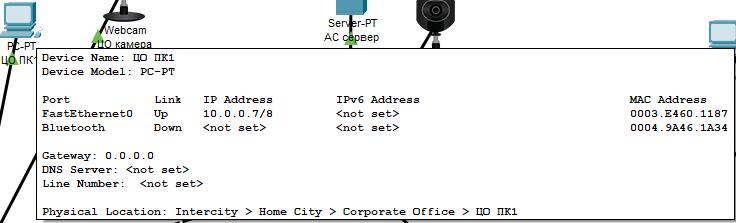 Webcam
ЦО камера
Server-PT
АС сервер
PC-PT
ЦО ПК1
Device Name: ЦО ПК1
Device Model: PC-PT
Port Link IP Address IPv6 Address MAC Address
FastEthernet0 Up 10.0.0.7/8 <not set> 0003.E460.1187
Bluetooth Down <not set> <not set> 0004.9A46.1A34
Gateway: 0.0.0.0
DNS Server: <not set>
Line Number: <not set>
Physical Location: Intercity > Home City > Corporate Office > ЦО ПК1